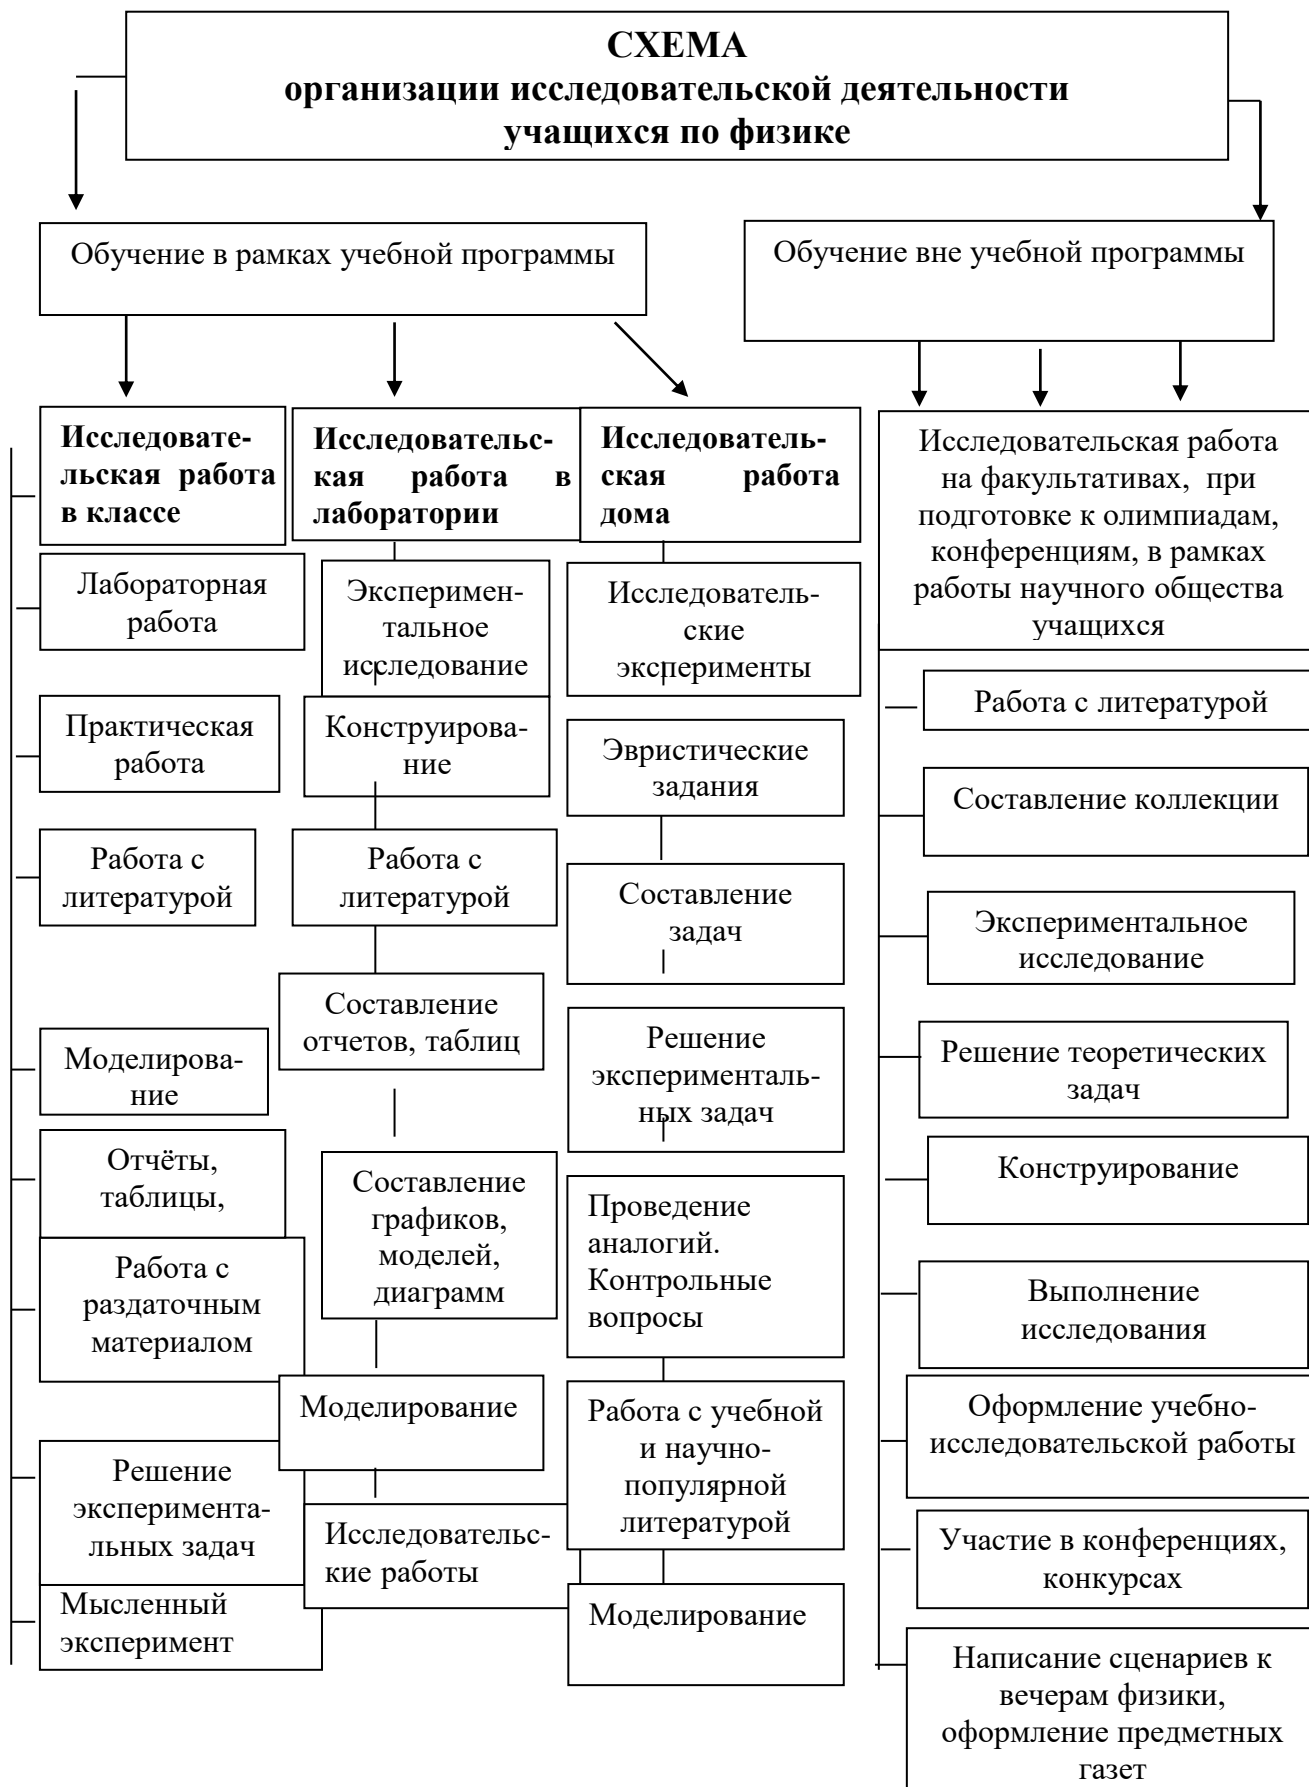 СХЕМА
организации исследовательской деятельности
учащихся по физике
Обучение в рамках учебной программы
Обучение вне учебной программы
Исследовате-
льская работа
в классе
Лабораторная
работа
Практическая
работа
Работа с
литературой
Моделирова-
ние
Отчёты,
таблицы,
Работа с
раздаточным
материалом
Решение
эксперимента-
льных задач
Мысленный
эксперимент
Исследовательс-
кая работа в
лаборатории
Эксперимен-
тальное
исследование
Конструирова-
ние
Работа с
литературой
Составление
отчетов, таблиц
Составление
графиков,
моделей,
диаграмм
Моделирование
Исследовательс-
кие работы
Исследователь-
ская работа
дома
Исследователь-
ские
эксперименты
Эвристические
задания
Составление
задач
Решение
эксперименталь-
ных задач
Проведение
аналогий.
Контрольные
вопросы
Работа с учебной
и научно-
популярной
литературой
Моделирование
Исследовательская работа
на факультативах, при
подготовке к олимпиадам,
конференциям, в рамках
работы научного общества
учащихся
Работа с литературой
Составление коллекции
Экспериментальное
исследование
Решение теоретических
задач
Конструирование
Выполнение
исследования
Оформление учебно-
исследовательской работы
Участие в конференциях,
конкурсах
Написание сценариев к
вечерам физики,
оформление предметных
газет